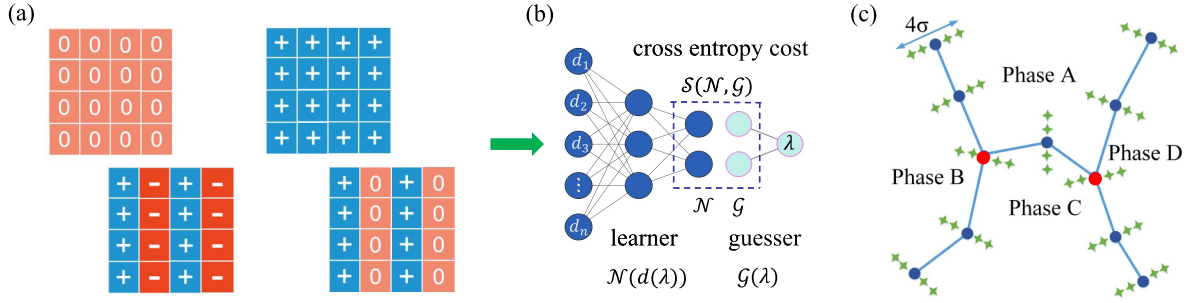 (a)
0 0 0 0
0 0 0 0
0 0 0 0
0 0 0 0
+ + + +
+ + + +
+ + + +
+ + + +
+ - + -
+ - + -
+ - + -
+ - + -
+ 0 + 0
+ 0 + 0
+ 0 + 0
+ 0 + 0
(b)
cross entropy cost
𝒮(𝒩, 𝒢)
d₁
d₂
d₃
⋮
dₙ
λ
𝒩 𝒢
learner guesser
𝒩(d(λ)) 𝒢(λ)
(c)
4σ
Phase A
Phase B
Phase C
Phase D